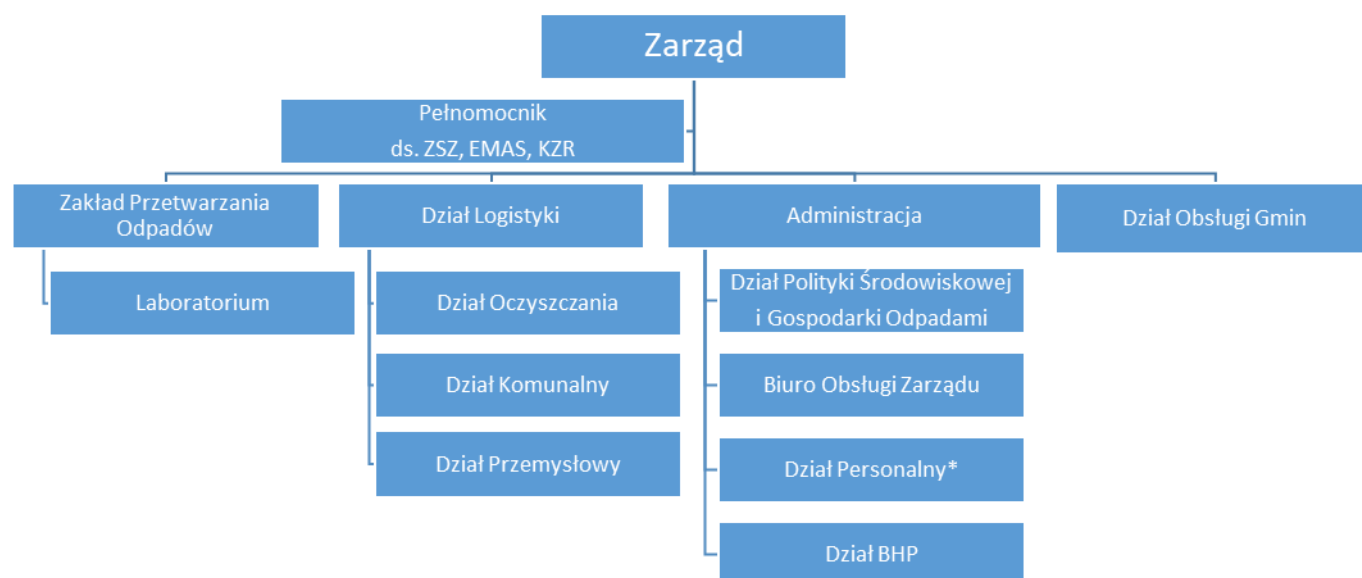 Zarząd
Pełnomocnik
ds. ZSZ, EMAS, KZR
Zakład Przetwarzania
Odpadów
Dział Logistyki
Administracja
Dział Obsługi Gmin
Laboratorium
Dział Oczyszczania
Dział Komunalny
Dział Przemysłowy
Dział Polityki Środowiskowej
i Gospodarki Odpadami
Biuro Obsługi Zarządu
Dział Personalny*
Dział BHP